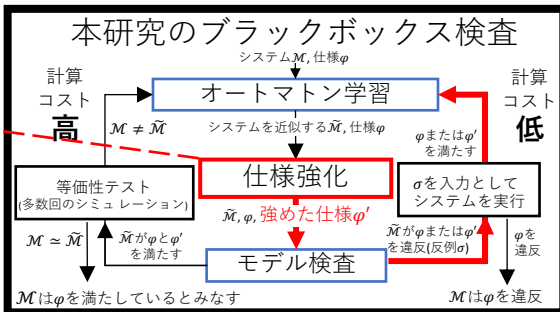 本研究のブラックボックス検査
システムℳ, 仕様φ
計算
コスト
高
オートマトン学習
計算
コスト
低
ℳ ≠ ℳ̃
システムを近似するℳ̃, 仕様φ
φまたはφ′
を満たす
仕様強化
等価性テスト
(多数回のシミュレーション)
σを入力として
システムを実行
ℳ̃, φ, 強めた仕様φ′
ℳ ≃ ℳ̃
ℳ̃がφとφ′
を満たす
モデル検査
ℳ̃がφまたはφ′
を違反(反例σ)
φを
違反
ℳはφを満たしているとみなす
ℳはφを違反